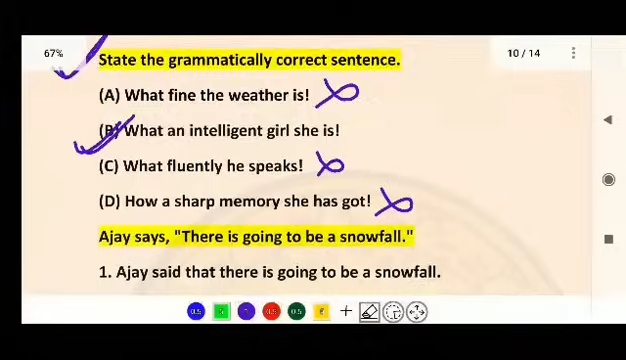 67%
10 / 14
State the grammatically correct sentence.
(A) What fine the weather is!
(B) What an intelligent girl she is!
(C) What fluently he speaks!
(D) How a sharp memory she has got!
Ajay says, "There is going to be a snowfall."
1. Ajay said that there is going to be a snowfall.